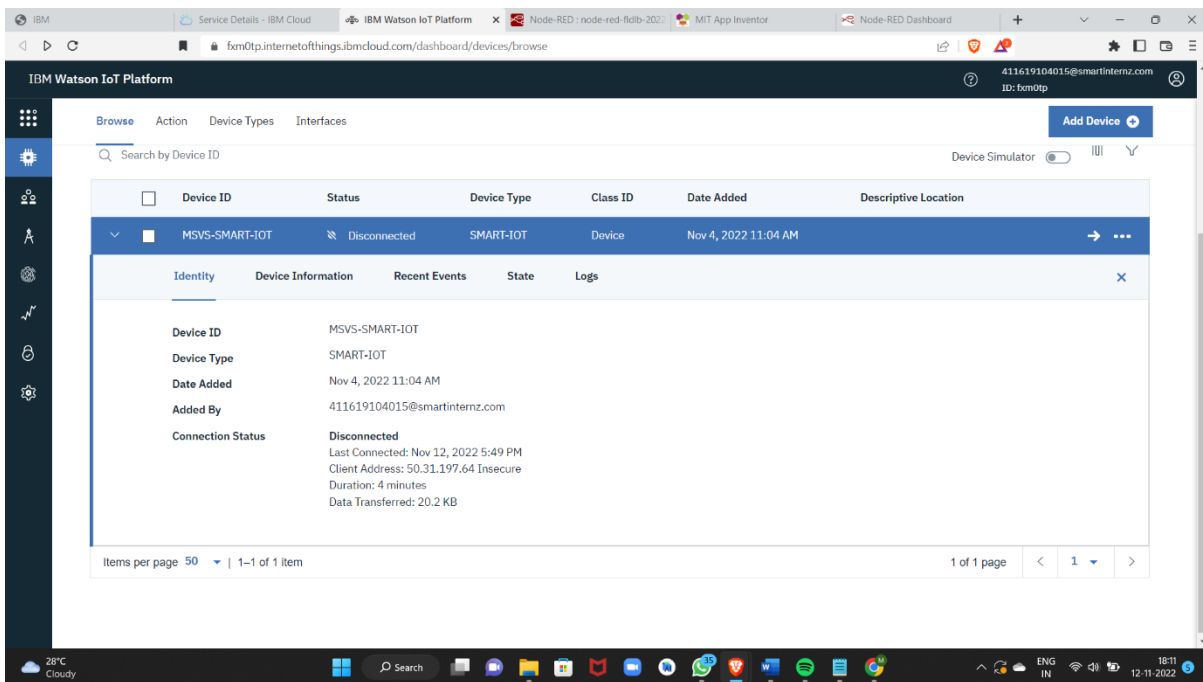 IBM
Service Details - IBM Cloud
IBM Watson IoT Platform
Node-RED : node-red-fldlb-2022
MIT App Inventor
Node-RED Dashboard
fxm0tp.internetofthings.ibmcloud.com/dashboard/devices/browse
IBM Watson IoT Platform
411619104015@smartinternz.com
ID: fxm0tp
Browse Action Device Types Interfaces
Add Device
Search by Device ID
Device Simulator
Device ID Status Device Type Class ID Date Added Descriptive Location
MSVS-SMART-IOT Disconnected SMART-IOT Device Nov 4, 2022 11:04 AM
Identity Device Information Recent Events State Logs
Device ID MSVS-SMART-IOT
Device Type SMART-IOT
Date Added Nov 4, 2022 11:04 AM
Added By 411619104015@smartinternz.com
Connection Status Disconnected
Last Connected: Nov 12, 2022 5:49 PM
Client Address: 50.31.197.64 Insecure
Duration: 4 minutes
Data Transferred: 20.2 KB
Items per page 50 | 1–1 of 1 item
1 of 1 page 1
28°C
Cloudy
Search
35
ENG
IN
18:11
12-11-2022
5